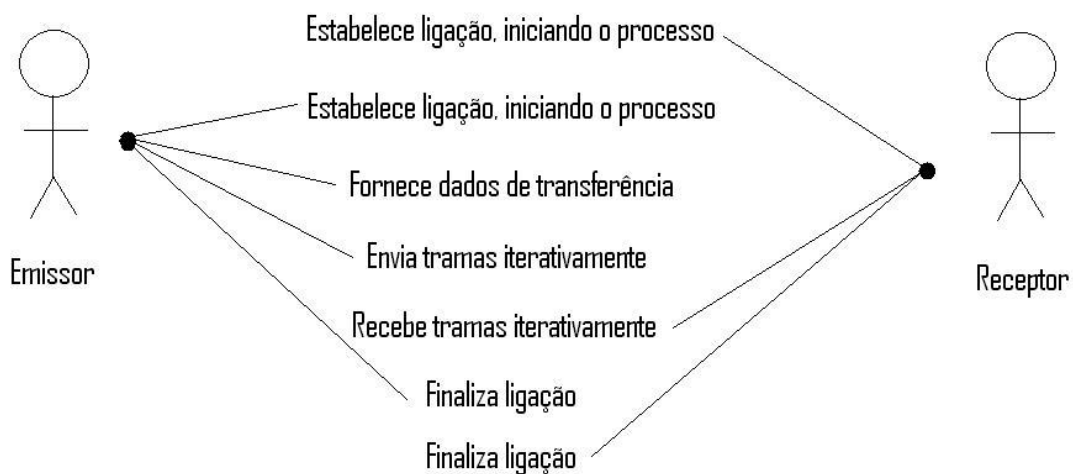 Estabelece ligação, iniciando o processo
Estabelece ligação, iniciando o processo
Fornece dados de transferência
Envia tramas iterativamente
Emissor
Receptor
Recebe tramas iterativamente
Finaliza ligação
Finaliza ligação